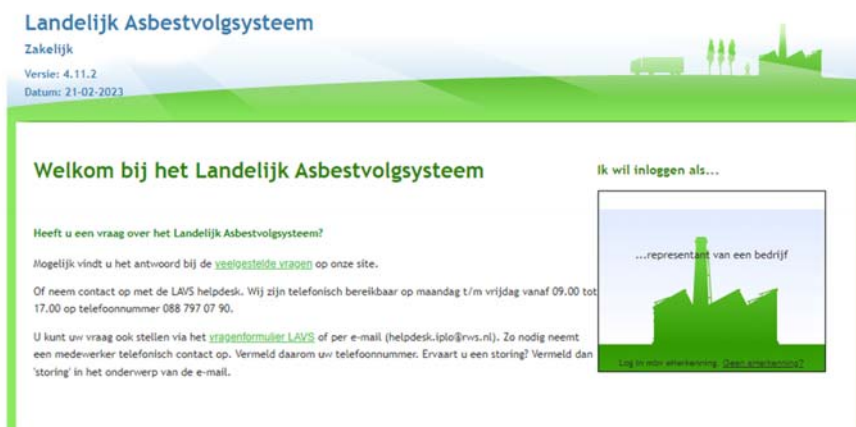 Landelijk Asbestvolgsysteem
Zakelijk
Versie: 4.11.2
Datum: 21-02-2023
Welkom bij het Landelijk Asbestvolgsysteem
Ik wil inloggen als...
Heeft u een vraag over het Landelijk Asbestvolgsysteem?
...representant van een bedrijf
Mogelijk vindt u het antwoord bij de veelgestelde vragen op onze site.
Of neem contact op met de LAVS helpdesk. Wij zijn telefonisch bereikbaar op maandag t/m vrijdag vanaf 09.00 tot
17.00 op telefoonnummer 088 797 07 90.
U kunt uw vraag ook stellen via het vragenformulier LAVS of per e-mail (helpdesk.iplo@rws.nl). Zo nodig neemt
een medewerker telefonisch contact op. Vermeld daarom uw telefoonnummer. Ervaart u een storing? Vermeld dan
'storing' in het onderwerp van de e-mail.
Log in mbv eHerkenning. Geen eHerkenning?